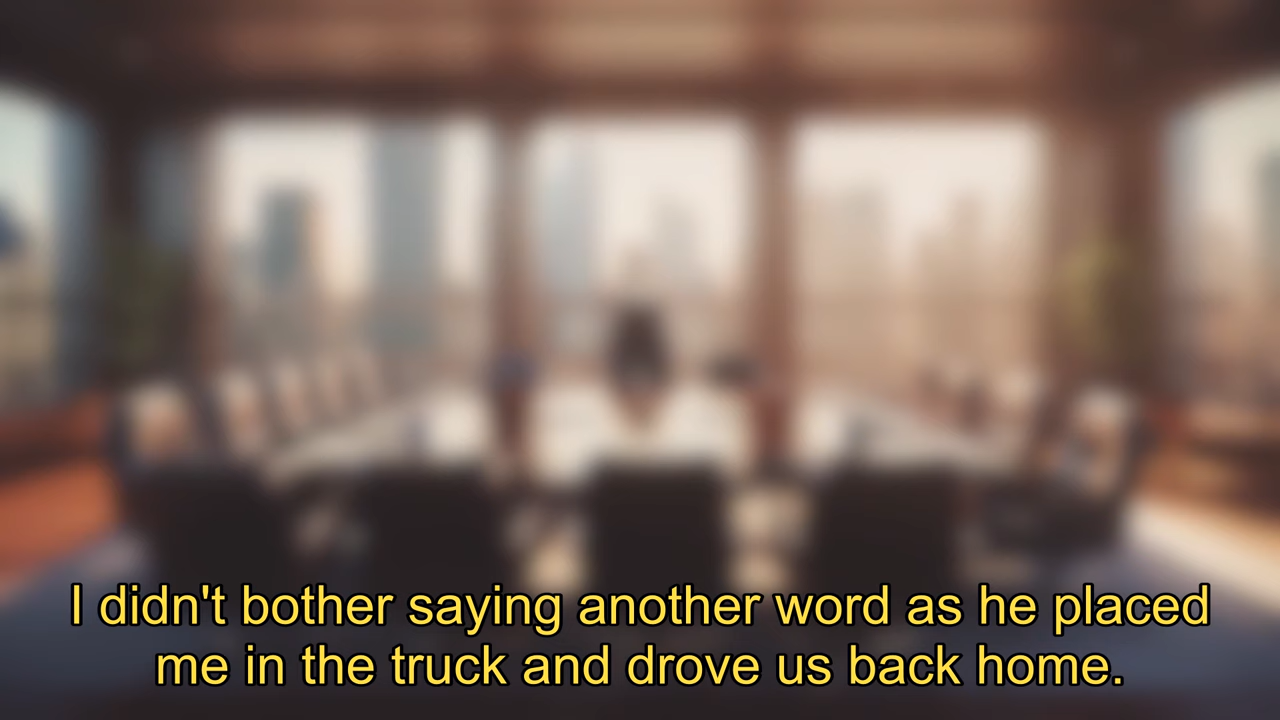 I didn't bother saying another word as he placed
me in the truck and drove us back home.